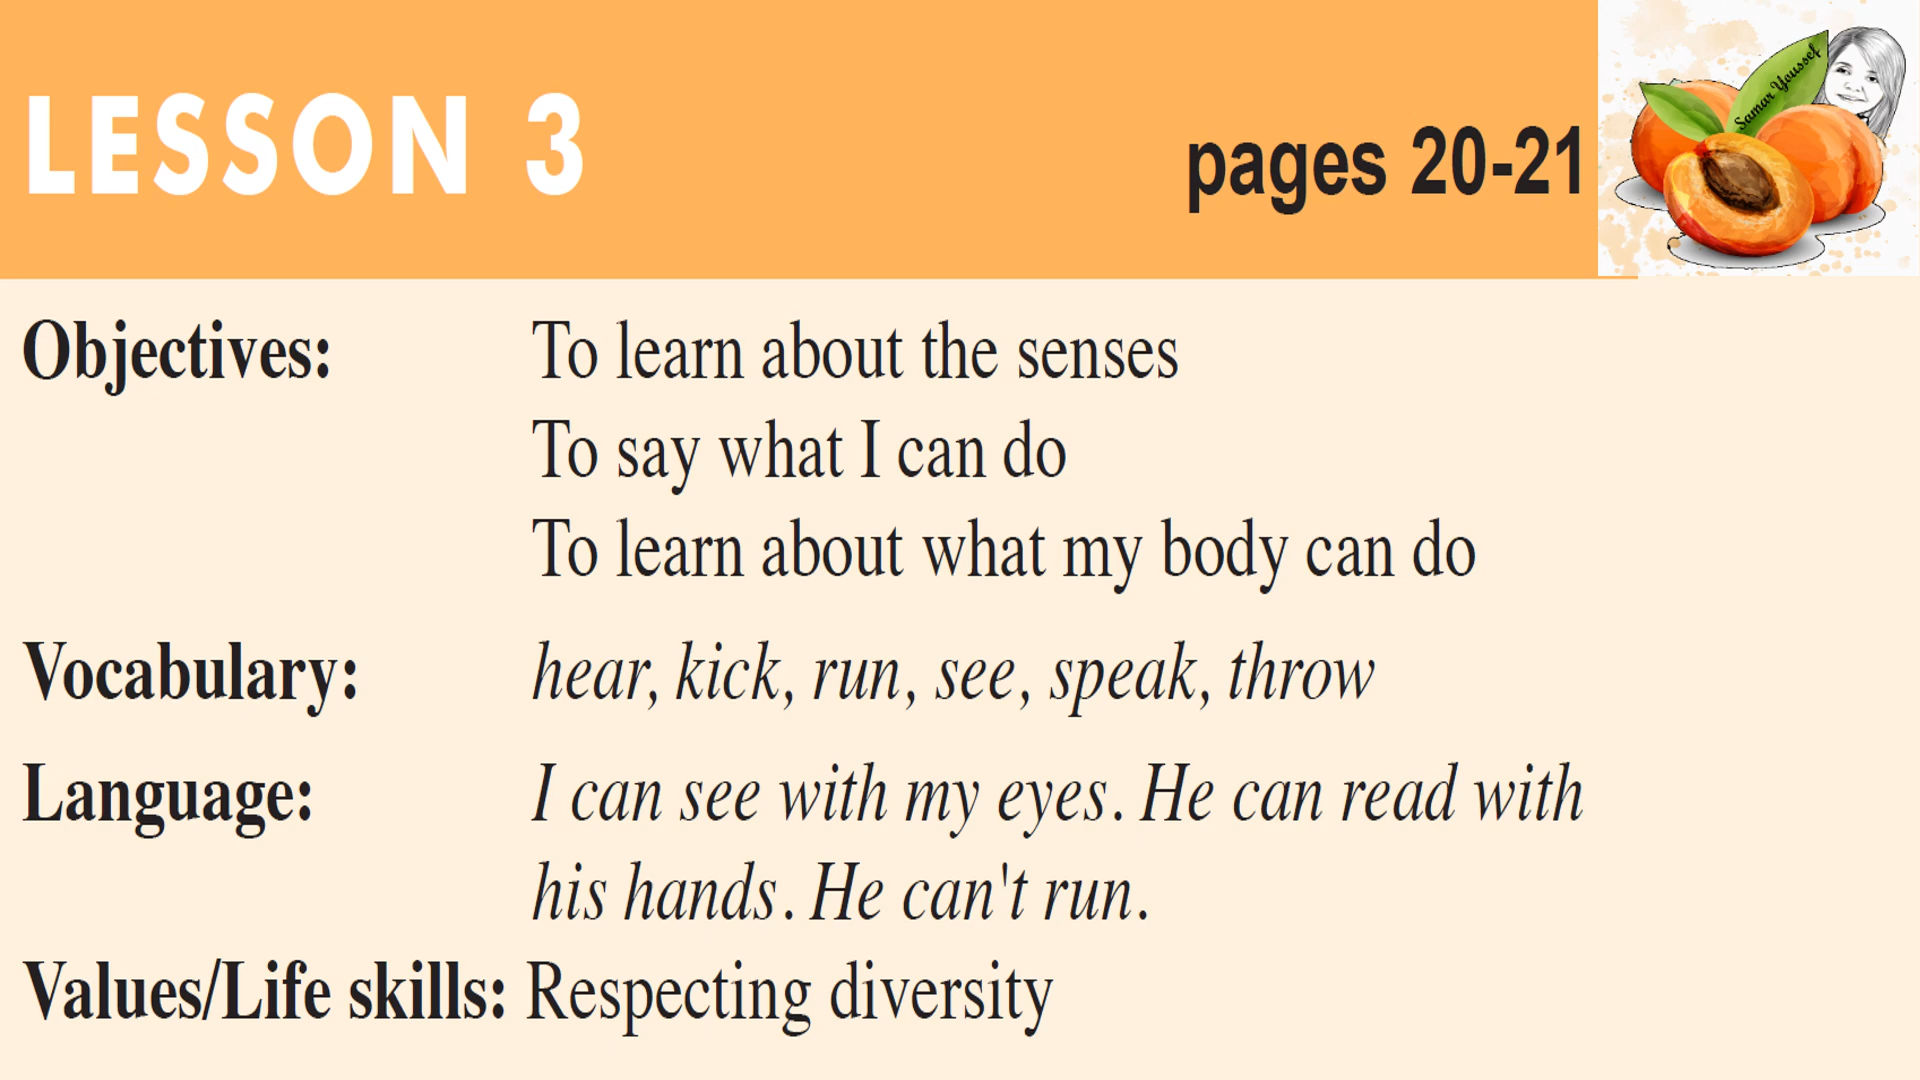 LESSON 3
pages 20-21
Samar Youssef
Objectives: To learn about the senses
To say what I can do
To learn about what my body can do
Vocabulary: hear, kick, run, see, speak, throw
Language: I can see with my eyes. He can read with
his hands. He can't run.
Values/Life skills: Respecting diversity